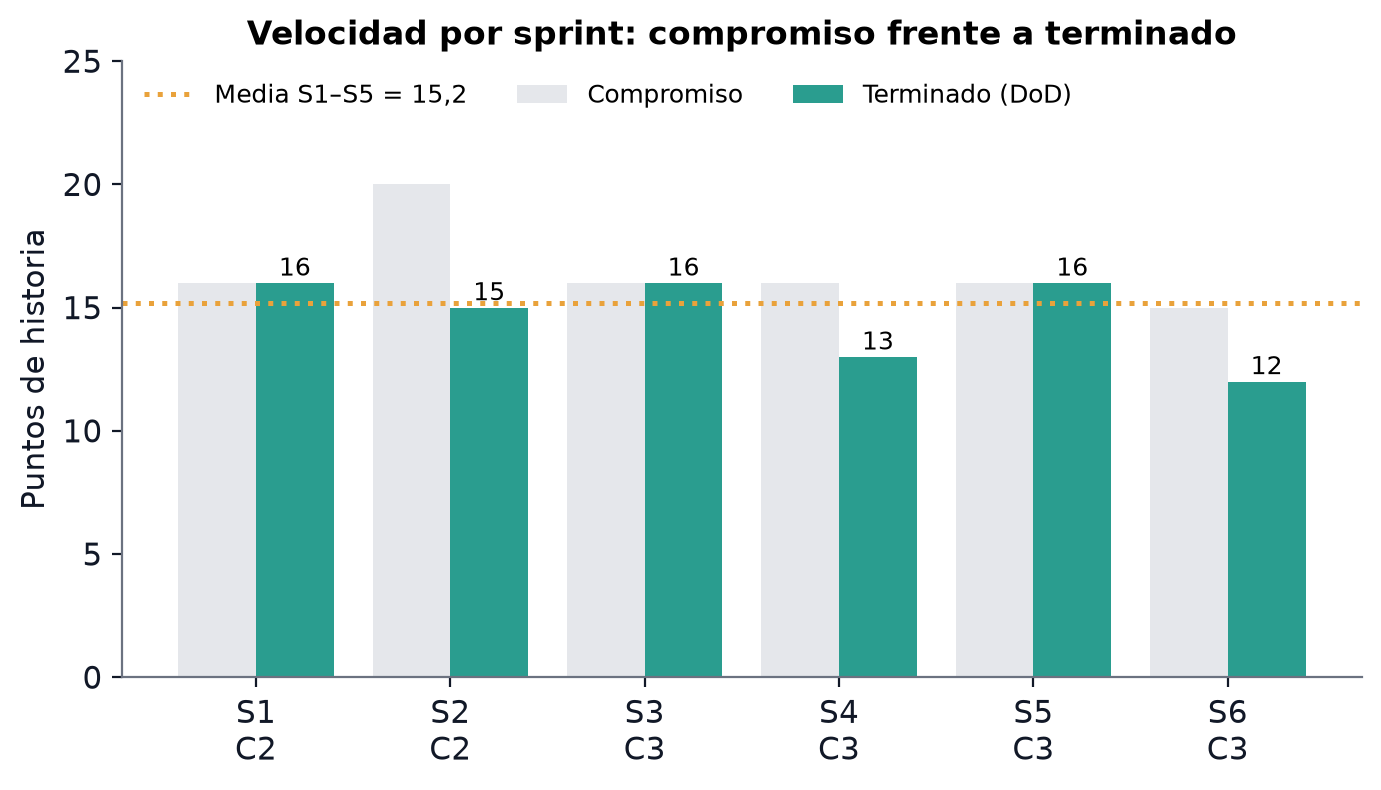 Velocidad por sprint: compromiso frente a terminado
Media S1–S5 = 15,2 Compromiso Terminado (DoD)
Puntos de historia
25
20
15
10
5
0
16
15
16
13
16
12
S1 S2 S3 S4 S5 S6
C2 C2 C3 C3 C3 C3